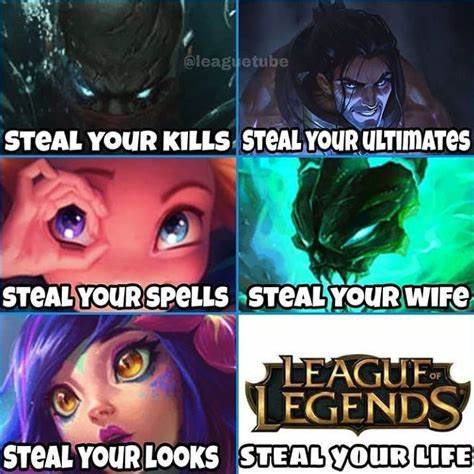 @leaguetube
STEAL YOUR KILLS
STEAL YOUR ULTIMATES
STEAL YOUR SPELLS
STEAL YOUR WIFE
STEAL YOUR LOOKS
LEAGUE OF
LEGENDS
STEAL YOUR LIFE